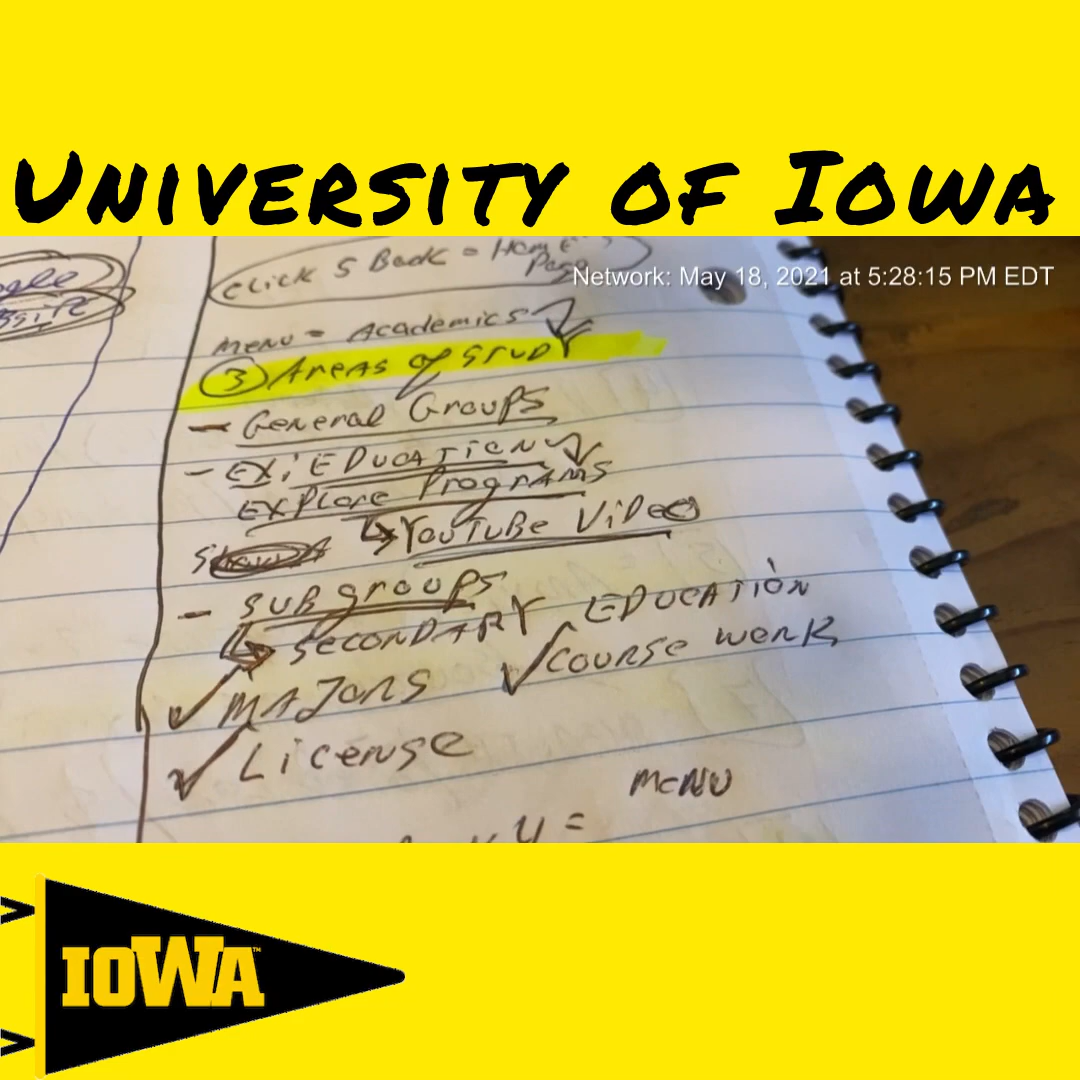 UNIVERSITY OF IOWA
Click 5 Back = Home Page
Network: May 18, 2021 at 5:28:15 PM EDT
MENU = Academics
③ Areas of STUDY
- General Groups
- EX: EDUCATION
EXPlore Programs
↳ YouTube Video
- SUBgroups
↳ SECONDARY EDUCATION
✓ MAJORS ✓ COURSE WORK
✓ License
MENU
IOWA™